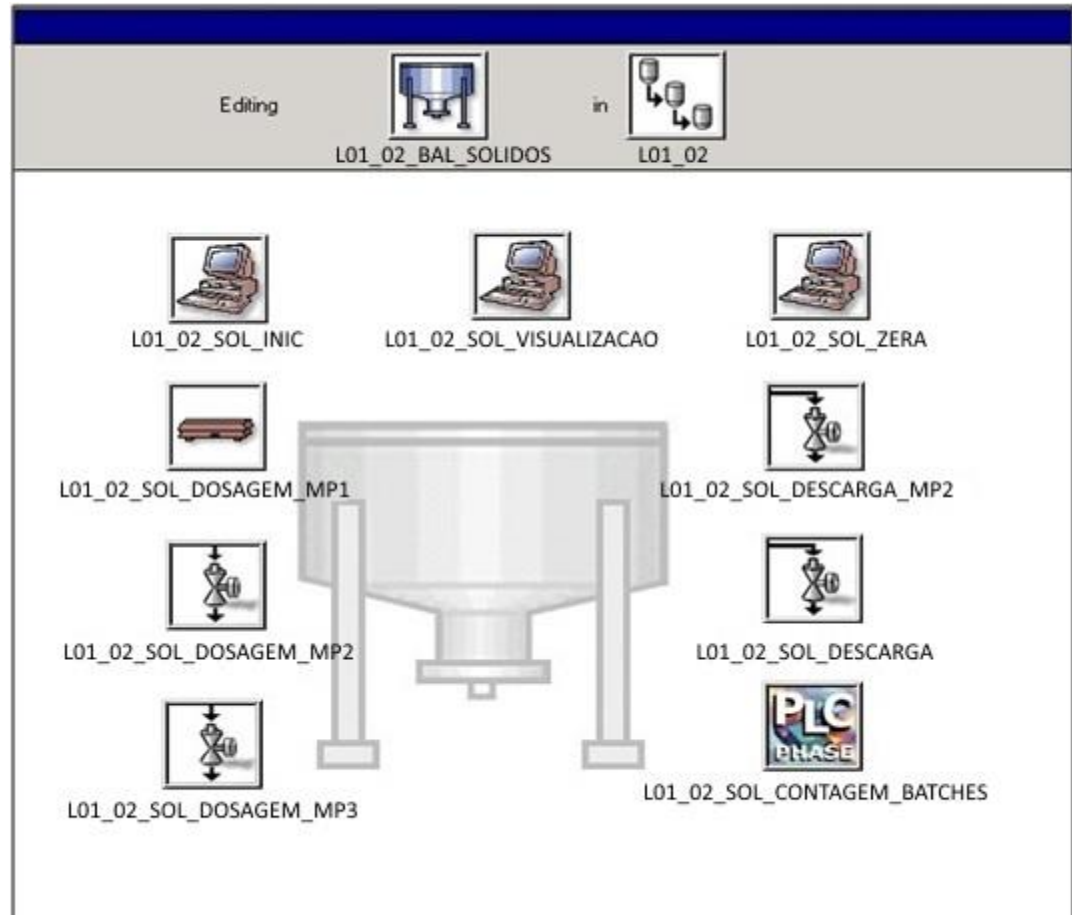 Editing
in
L01_02_BAL_SOLIDOS
L01_02
L01_02_SOL_INIC
L01_02_SOL_VISUALIZACAO
L01_02_SOL_ZERA
L01_02_SOL_DOSAGEM_MP1
L01_02_SOL_DESCARGA_MP2
L01_02_SOL_DOSAGEM_MP2
L01_02_SOL_DESCARGA
PLC
PHASE
L01_02_SOL_DOSAGEM_MP3
L01_02_SOL_CONTAGEM_BATCHES